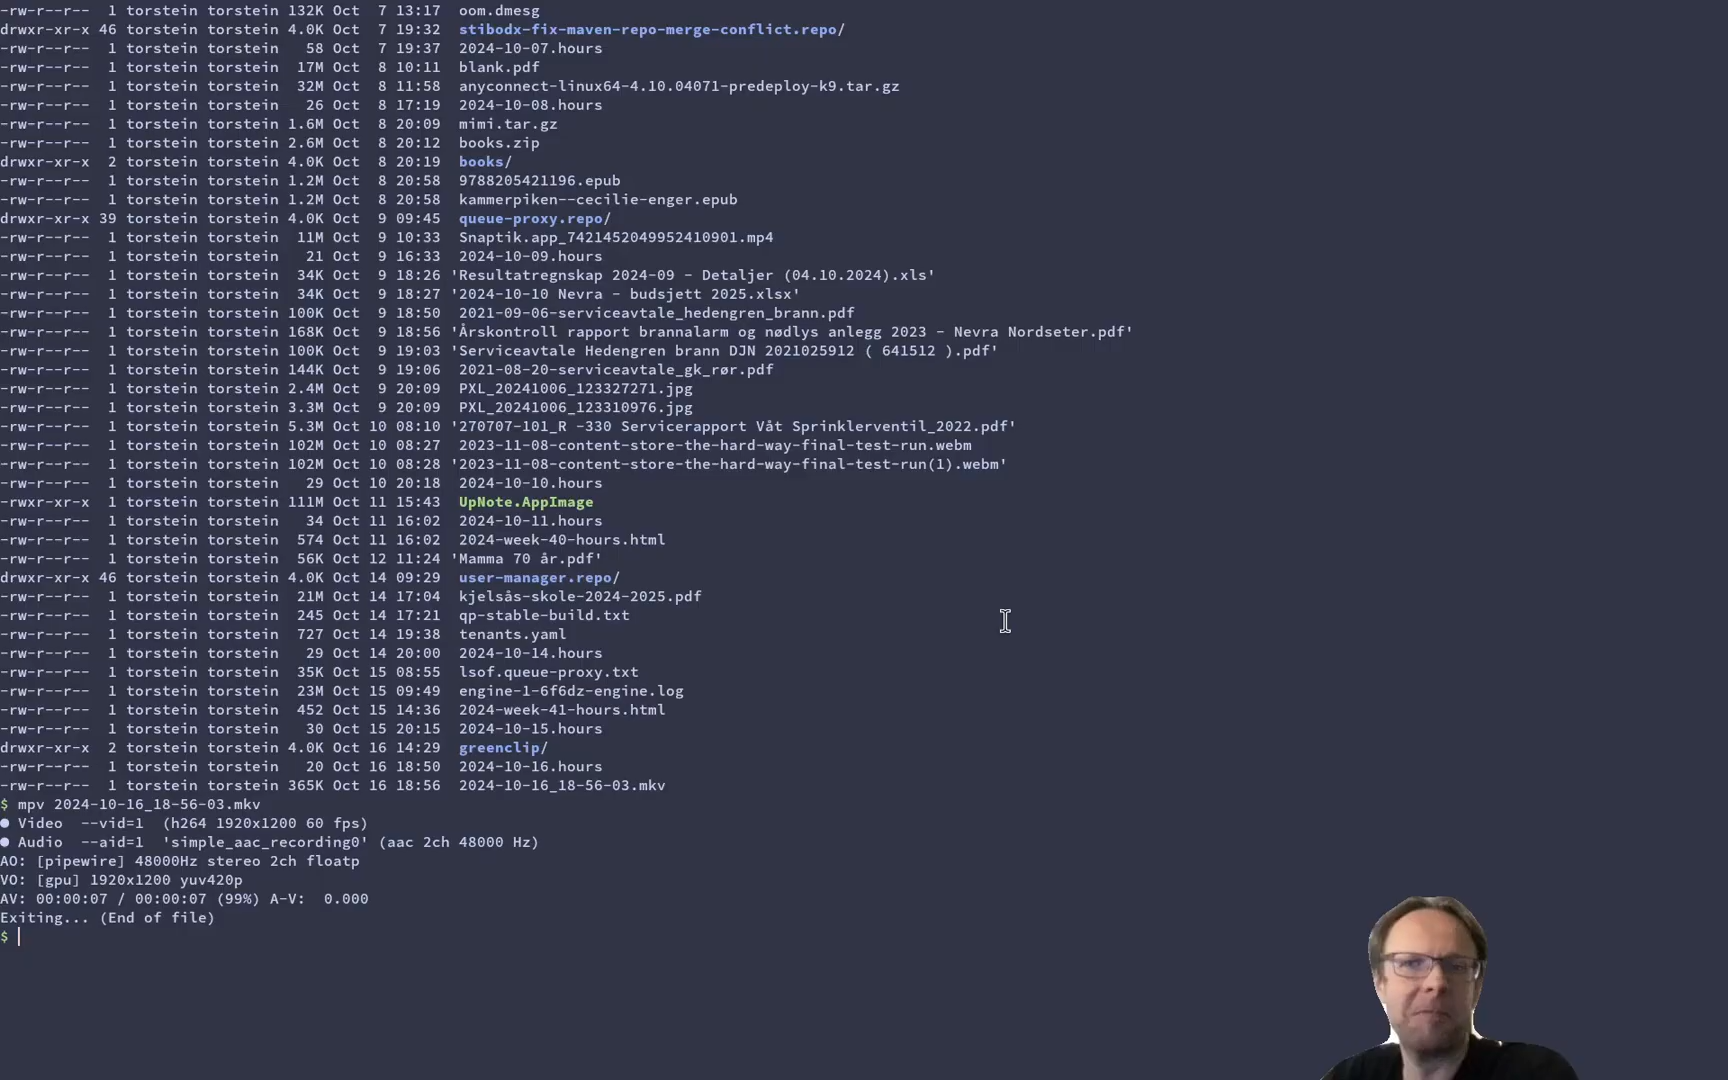 -rw-r--r-- 1 torstein torstein 132K Oct 7 13:17 oom.dmesg
drwxr-xr-x 46 torstein torstein 4.0K Oct 7 19:32 stibodx-fix-maven-repo-merge-conflict.repo/
-rw-r--r-- 1 torstein torstein 58 Oct 7 19:37 2024-10-07.hours
-rw-r--r-- 1 torstein torstein 17M Oct 8 10:11 blank.pdf
-rw-r--r-- 1 torstein torstein 32M Oct 8 11:58 anyconnect-linux64-4.10.04071-predeploy-k9.tar.gz
-rw-r--r-- 1 torstein torstein 26 Oct 8 17:19 2024-10-08.hours
-rw-r--r-- 1 torstein torstein 1.6M Oct 8 20:09 mimi.tar.gz
-rw-r--r-- 1 torstein torstein 2.6M Oct 8 20:12 books.zip
drwxr-xr-x 2 torstein torstein 4.0K Oct 8 20:19 books/
-rw-r--r-- 1 torstein torstein 1.2M Oct 8 20:58 9788205421196.epub
-rw-r--r-- 1 torstein torstein 1.2M Oct 8 20:58 kammerpiken--cecilie-enger.epub
drwxr-xr-x 39 torstein torstein 4.0K Oct 9 09:45 queue-proxy.repo/
-rw-r--r-- 1 torstein torstein 11M Oct 9 10:33 Snaptik.app_7421452049952410901.mp4
-rw-r--r-- 1 torstein torstein 21 Oct 9 16:33 2024-10-09.hours
-rw-r--r-- 1 torstein torstein 34K Oct 9 18:26 'Resultatregnskap 2024-09 - Detaljer (04.10.2024).xls'
-rw-r--r-- 1 torstein torstein 34K Oct 9 18:27 '2024-10-10 Nevra - budsjett 2025.xlsx'
-rw-r--r-- 1 torstein torstein 100K Oct 9 18:50 2021-09-06-serviceavtale_hedengren_brann.pdf
-rw-r--r-- 1 torstein torstein 168K Oct 9 18:56 'Årskontroll rapport brannalarm og nødlys anlegg 2023 - Nevra Nordseter.pdf'
-rw-r--r-- 1 torstein torstein 100K Oct 9 19:03 'Serviceavtale Hedengren brann DJN 2021025912 ( 641512 ).pdf'
-rw-r--r-- 1 torstein torstein 144K Oct 9 19:06 2021-08-20-serviceavtale_gk_rør.pdf
-rw-r--r-- 1 torstein torstein 2.4M Oct 9 20:09 PXL_20241006_123327271.jpg
-rw-r--r-- 1 torstein torstein 3.3M Oct 9 20:09 PXL_20241006_123310976.jpg
-rw-r--r-- 1 torstein torstein 5.3M Oct 10 08:10 '270707-101_R -330 Servicerapport Våt Sprinklerventil_2022.pdf'
-rw-r--r-- 1 torstein torstein 102M Oct 10 08:27 2023-11-08-content-store-the-hard-way-final-test-run.webm
-rw-r--r-- 1 torstein torstein 102M Oct 10 08:28 '2023-11-08-content-store-the-hard-way-final-test-run(1).webm'
-rw-r--r-- 1 torstein torstein 29 Oct 10 20:18 2024-10-10.hours
-rwxr-xr-x 1 torstein torstein 111M Oct 11 15:43 UpNote.AppImage
-rw-r--r-- 1 torstein torstein 34 Oct 11 16:02 2024-10-11.hours
-rw-r--r-- 1 torstein torstein 574 Oct 11 16:02 2024-week-40-hours.html
-rw-r--r-- 1 torstein torstein 56K Oct 12 11:24 'Mamma 70 år.pdf'
drwxr-xr-x 46 torstein torstein 4.0K Oct 14 09:29 user-manager.repo/
-rw-r--r-- 1 torstein torstein 21M Oct 14 17:04 kjelsås-skole-2024-2025.pdf
-rw-r--r-- 1 torstein torstein 245 Oct 14 17:21 qp-stable-build.txt
-rw-r--r-- 1 torstein torstein 727 Oct 14 19:38 tenants.yaml
-rw-r--r-- 1 torstein torstein 29 Oct 14 20:00 2024-10-14.hours
-rw-r--r-- 1 torstein torstein 35K Oct 15 08:55 lsof.queue-proxy.txt
-rw-r--r-- 1 torstein torstein 23M Oct 15 09:49 engine-1-6f6dz-engine.log
-rw-r--r-- 1 torstein torstein 452 Oct 15 14:36 2024-week-41-hours.html
-rw-r--r-- 1 torstein torstein 30 Oct 15 20:15 2024-10-15.hours
drwxr-xr-x 2 torstein torstein 4.0K Oct 16 14:29 greenclip/
-rw-r--r-- 1 torstein torstein 20 Oct 16 18:50 2024-10-16.hours
-rw-r--r-- 1 torstein torstein 365K Oct 16 18:56 2024-10-16_18-56-03.mkv
$ mpv 2024-10-16_18-56-03.mkv
● Video --vid=1 (h264 1920x1200 60 fps)
● Audio --aid=1 'simple_aac_recording0' (aac 2ch 48000 Hz)
AO: [pipewire] 48000Hz stereo 2ch floatp
VO: [gpu] 1920x1200 yuv420p
AV: 00:00:07 / 00:00:07 (99%) A-V: 0.000
Exiting... (End of file)
$